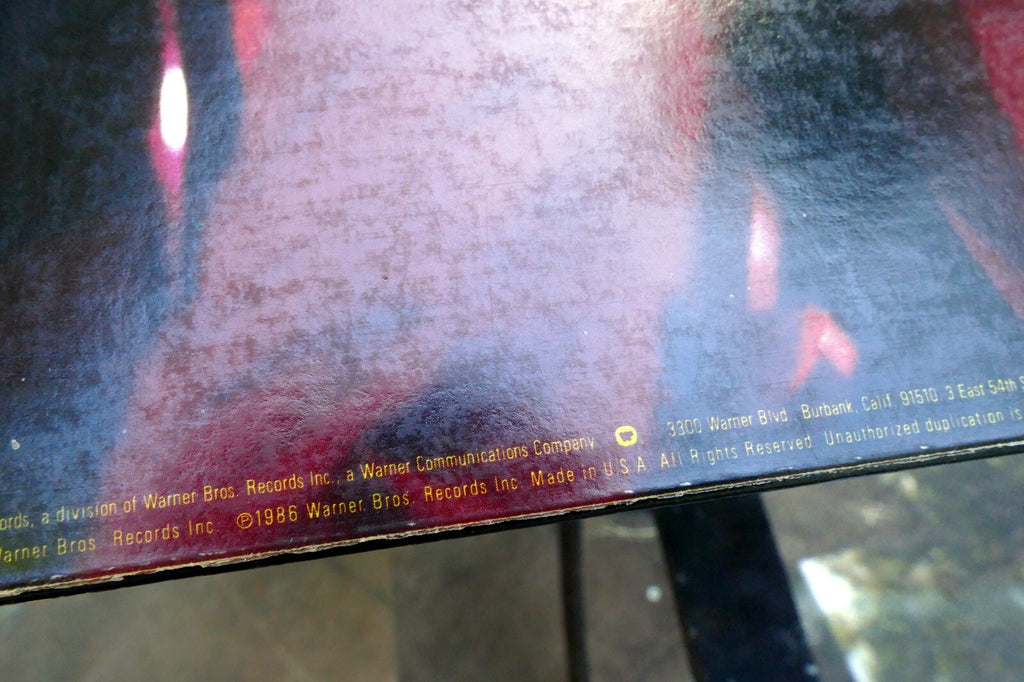 ords, a division of Warner Bros. Records Inc., a Warner Communications Company 3300 Warner Blvd., Burbank, Calif. 91510. 3 East 54th S
Warner Bros. Records Inc. ℗1986 Warner Bros. Records Inc. Made in U.S.A. All Rights Reserved. Unauthorized duplication is